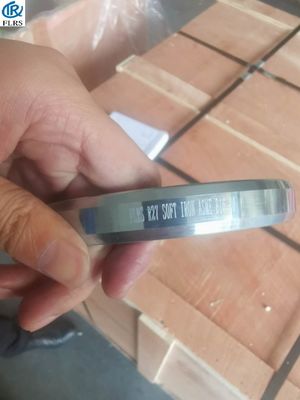 FLRS
R27 SOFT IRON ASME B16